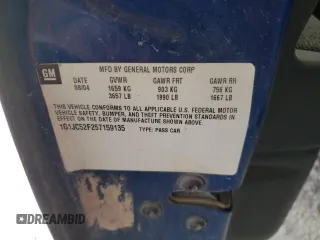 GM
MFD BY GENERAL MOTORS CORP
DATE GVWR GAWR FRT GAWR RR
08/04 1659 KG 903 KG 756 KG
3657 LB 1990 LB 1667 LB
THIS VEHICLE CONFORMS TO ALL APPLICABLE U.S. FEDERAL MOTOR
VEHICLE SAFETY, BUMPER, AND THEFT PREVENTION STANDARDS
IN EFFECT ON THE DATE OF MANUFACTURE SHOWN ABOVE.
1G1JC52F257159135 TYPE: PASS CAR
DYEAUTOBID